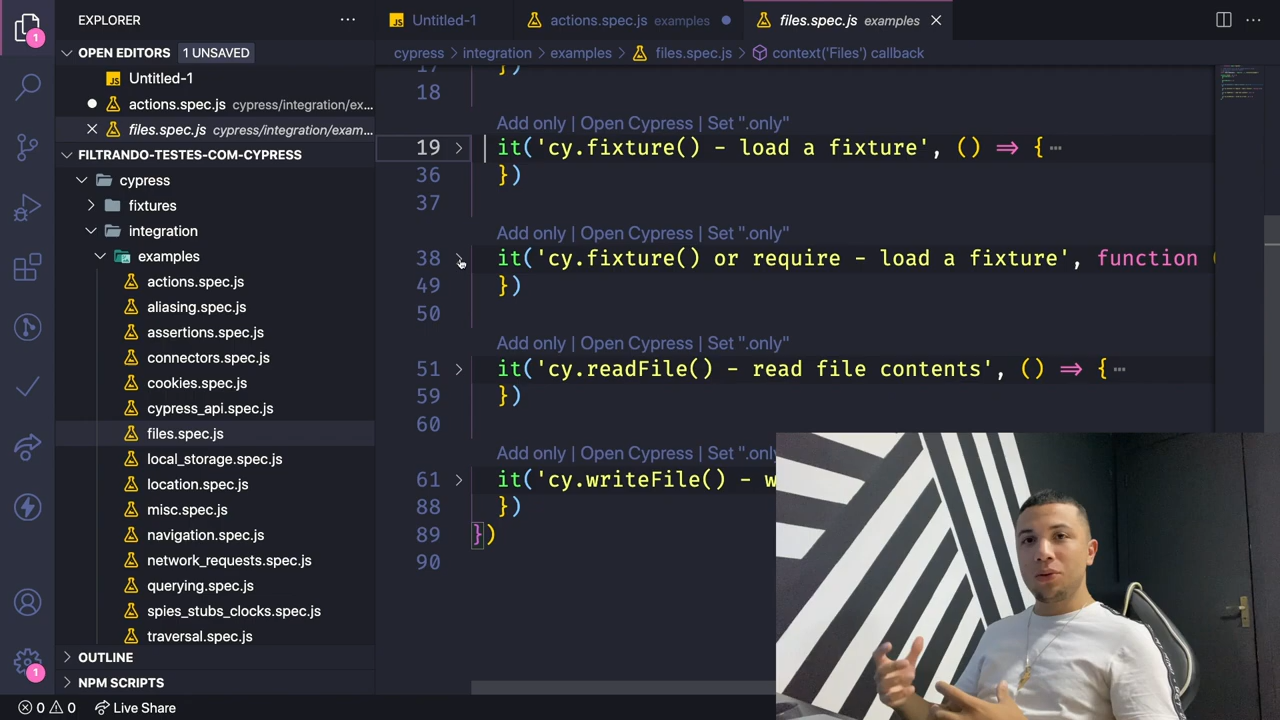 EXPLORER
OPEN EDITORS 1 UNSAVED
Untitled-1
actions.spec.js cypress/integration/ex...
files.spec.js cypress/integration/exam...
FILTRANDO-TESTES-COM-CYPRESS
cypress
fixtures
integration
examples
actions.spec.js
aliasing.spec.js
assertions.spec.js
connectors.spec.js
cookies.spec.js
cypress_api.spec.js
files.spec.js
local_storage.spec.js
location.spec.js
misc.spec.js
navigation.spec.js
network_requests.spec.js
querying.spec.js
spies_stubs_clocks.spec.js
traversal.spec.js
OUTLINE
NPM SCRIPTS
1
1
0 0 Live Share
JS Untitled-1 actions.spec.js examples files.spec.js examples
cypress > integration > examples > files.spec.js > context('Files') callback
17 })
18
Add only | Open Cypress | Set ".only"
19 it('cy.fixture() - load a fixture', () => {
36 })
37
Add only | Open Cypress | Set ".only"
38 it('cy.fixture() or require - load a fixture', function
49 })
50
Add only | Open Cypress | Set ".only"
51 it('cy.readFile() - read file contents', () => {
59 })
60
Add only | Open Cypress | Set ".only
61 it('cy.writeFile() - w
88 })
89 })
90